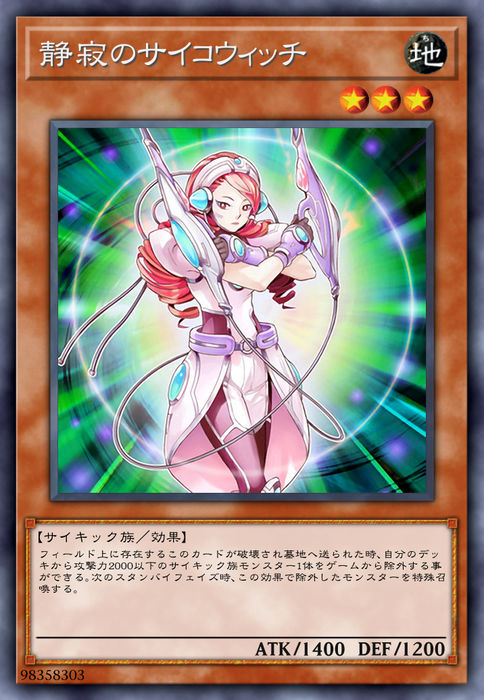 静寂のサイコウィッチ
ち
地
【サイキック族/効果】
フィールド上に存在するこのカードが破壊され墓地へ送られた時、自分のデッ
キから攻撃力2000以下のサイキック族モンスター1体をゲームから除外する事
ができる。次のスタンバイフェイズ時、この効果で除外したモンスターを特殊召
喚する。
ATK/1400 DEF/1200
98358303